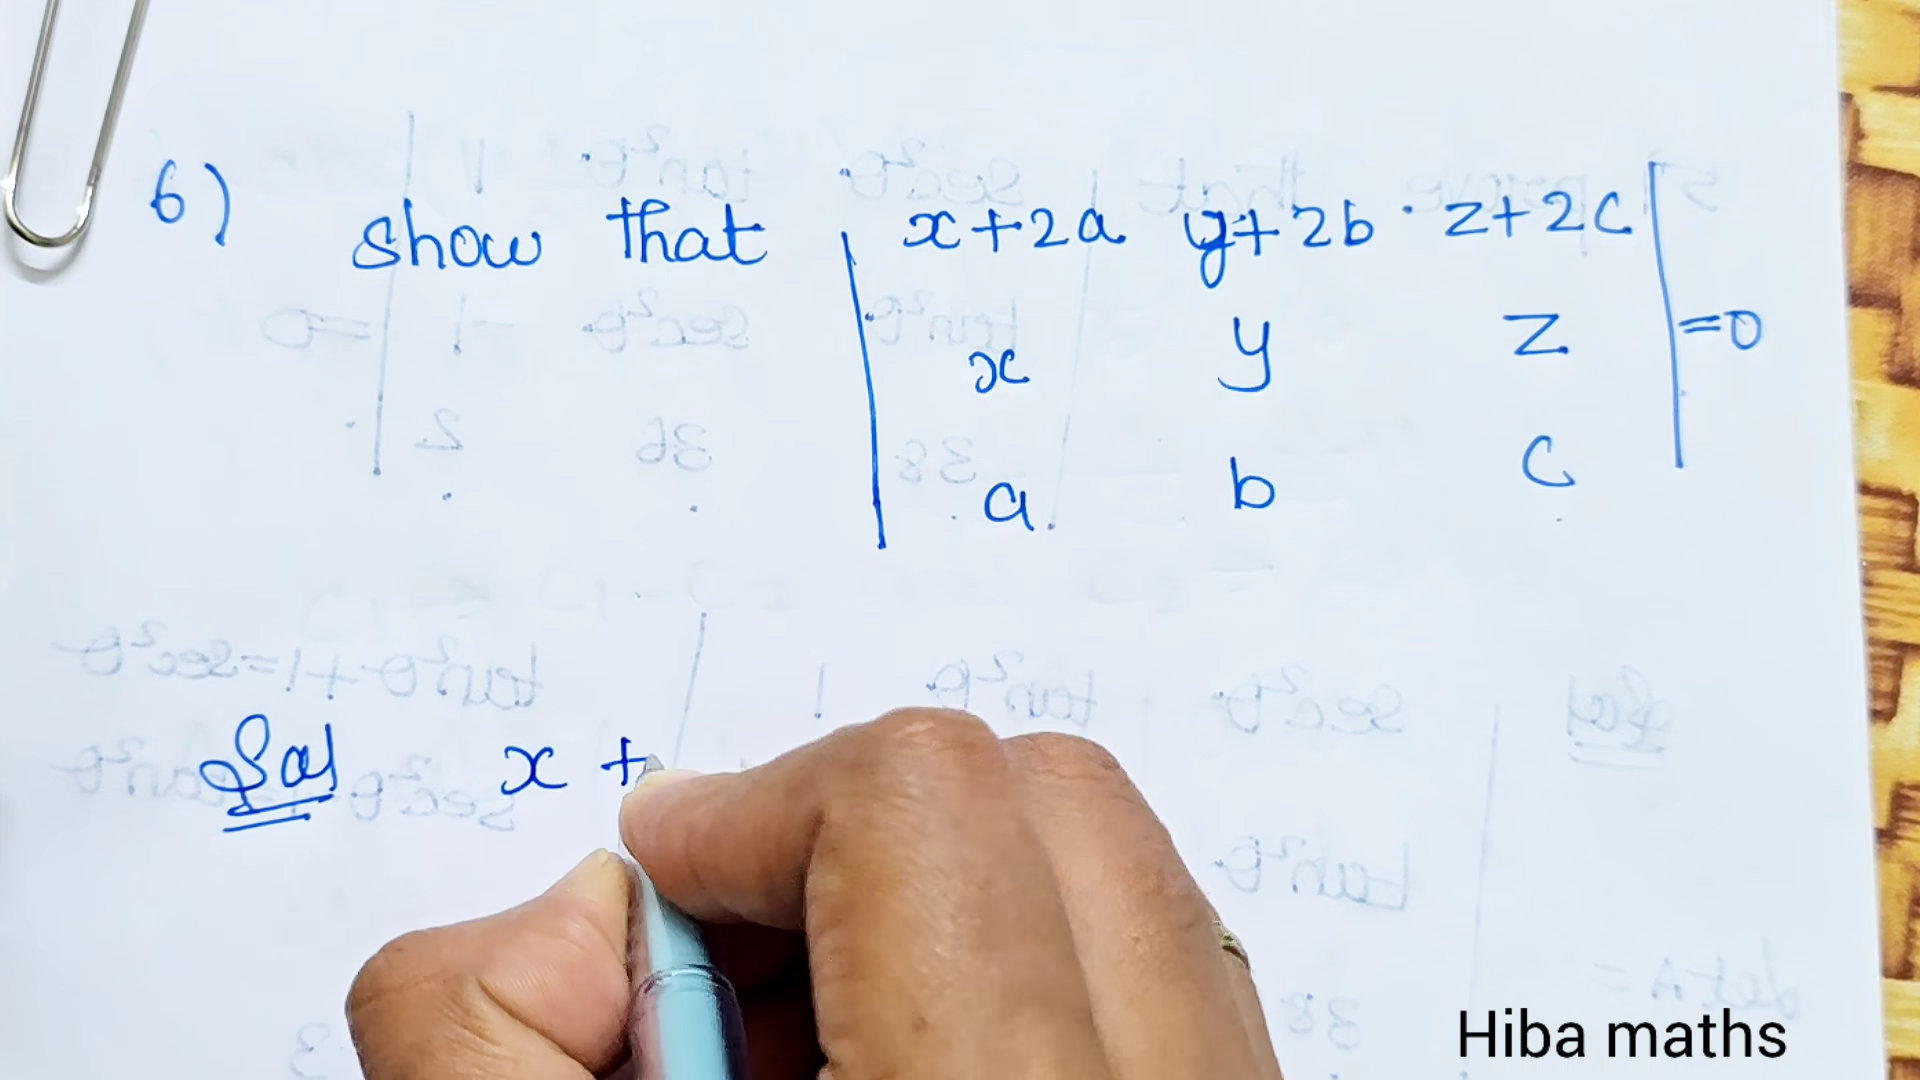 6) show that | x+2a y+2b z+2c |
x y z =0
a b c
Sol x +
Hiba maths